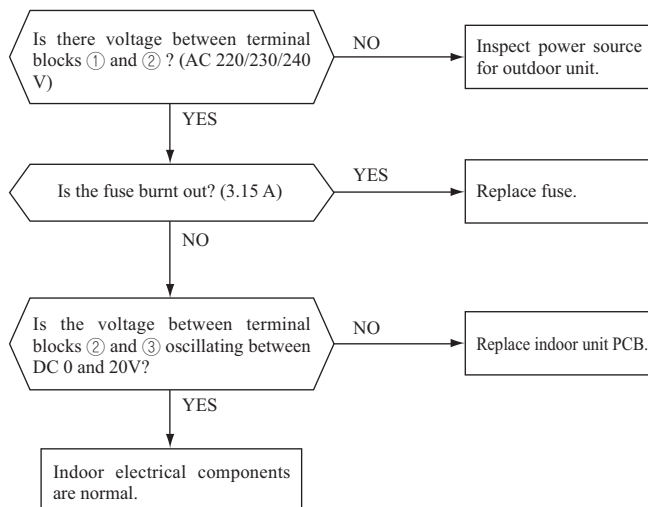 Is there voltage between terminal
blocks ① and ② ? (AC 220/230/240
V)
NO
Inspect power source
for outdoor unit.
YES
Is the fuse burnt out? (3.15 A)
YES
Replace fuse.
NO
Is the voltage between terminal
blocks ② and ③ oscillating between
DC 0 and 20V?
NO
Replace indoor unit PCB.
YES
Indoor electrical components
are normal.